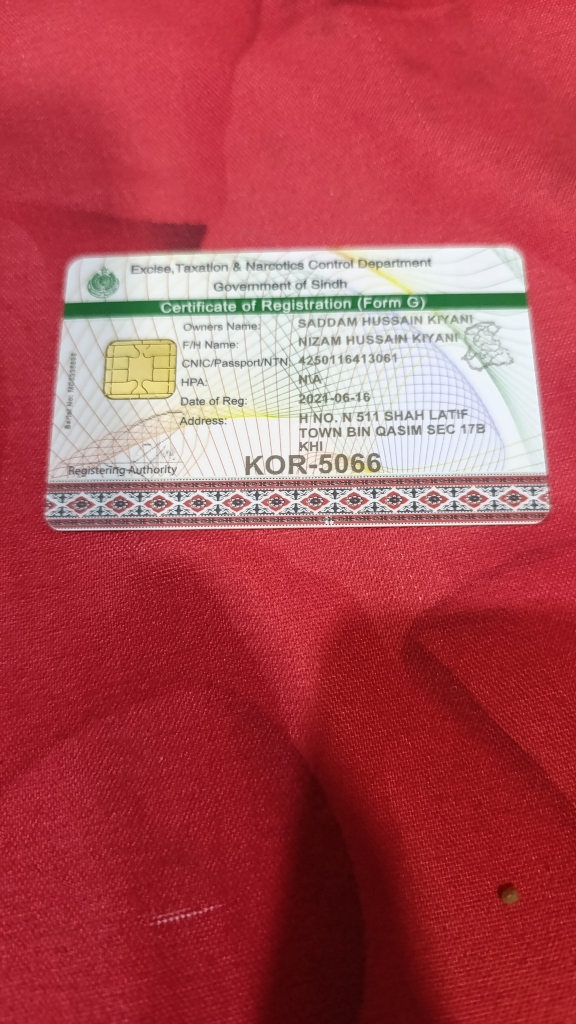 Excise,Taxation & Narcotics Control Department
Government of Sindh
Certificate of Registration (Form G)
Owners Name: SADDAM HUSSAIN KIYANI
F/H Name: NIZAM HUSSAIN KIYANI
CNIC/Passport/NTN: 4250116413061
HPA: N\A
Date of Reg: 2021-06-16
Address: H NO. N 511 SHAH LATIF
TOWN BIN QASIM SEC 17B
KHI
Registering Authority
KOR-5066